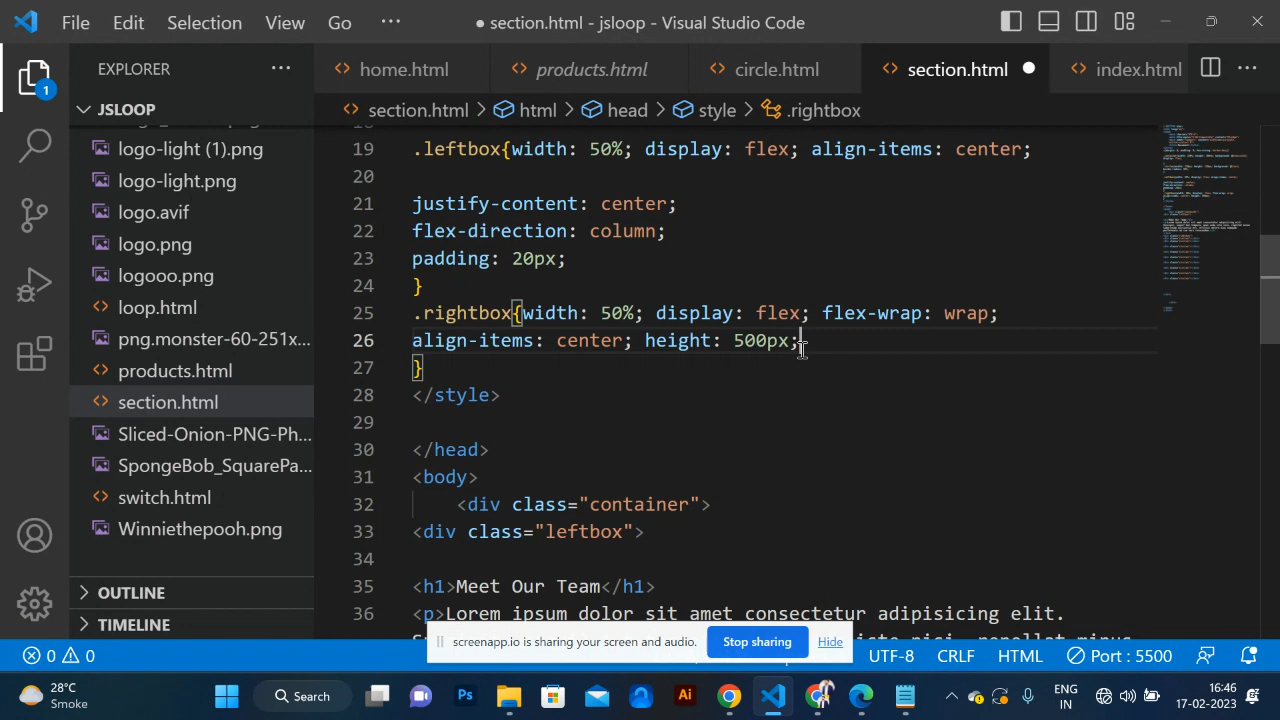 File Edit Selection View Go ··· ● section.html - jsloop - Visual Studio Code
EXPLORER ···
home.html products.html circle.html section.html ● index.html ···
JSLOOP
section.html > html > head > style > .rightbox
logo-light (1).png
logo-light.png
logo.avif
logo.png
logooo.png
loop.html
png.monster-60-251x...
products.html
section.html
Sliced-Onion-PNG-Ph...
SpongeBob_SquarePa...
switch.html
Winniethepooh.png
OUTLINE
TIMELINE
1
19 .leftbox{width: 50%; display: flex; align-items: center;
20
21 justify-content: center;
22 flex-direction: column;
23 padding: 20px;
24 }
25 .rightbox{width: 50%; display: flex; flex-wrap: wrap;
26 align-items: center; height: 500px;
27 }
28 </style>
29
30 </head>
31 <body>
32 <div class="container">
33 <div class="leftbox">
34
35 <h1>Meet Our Team</h1>
36 <p>Lorem ipsum dolor sit amet consectetur adipisicing elit.
screenapp.io is sharing your screen and audio. Stop sharing Hide
0 0 UTF-8 CRLF HTML Port : 5500
28°C
Smoke
Search
Ps
Ai
ENG
IN
16:46
17-02-2023